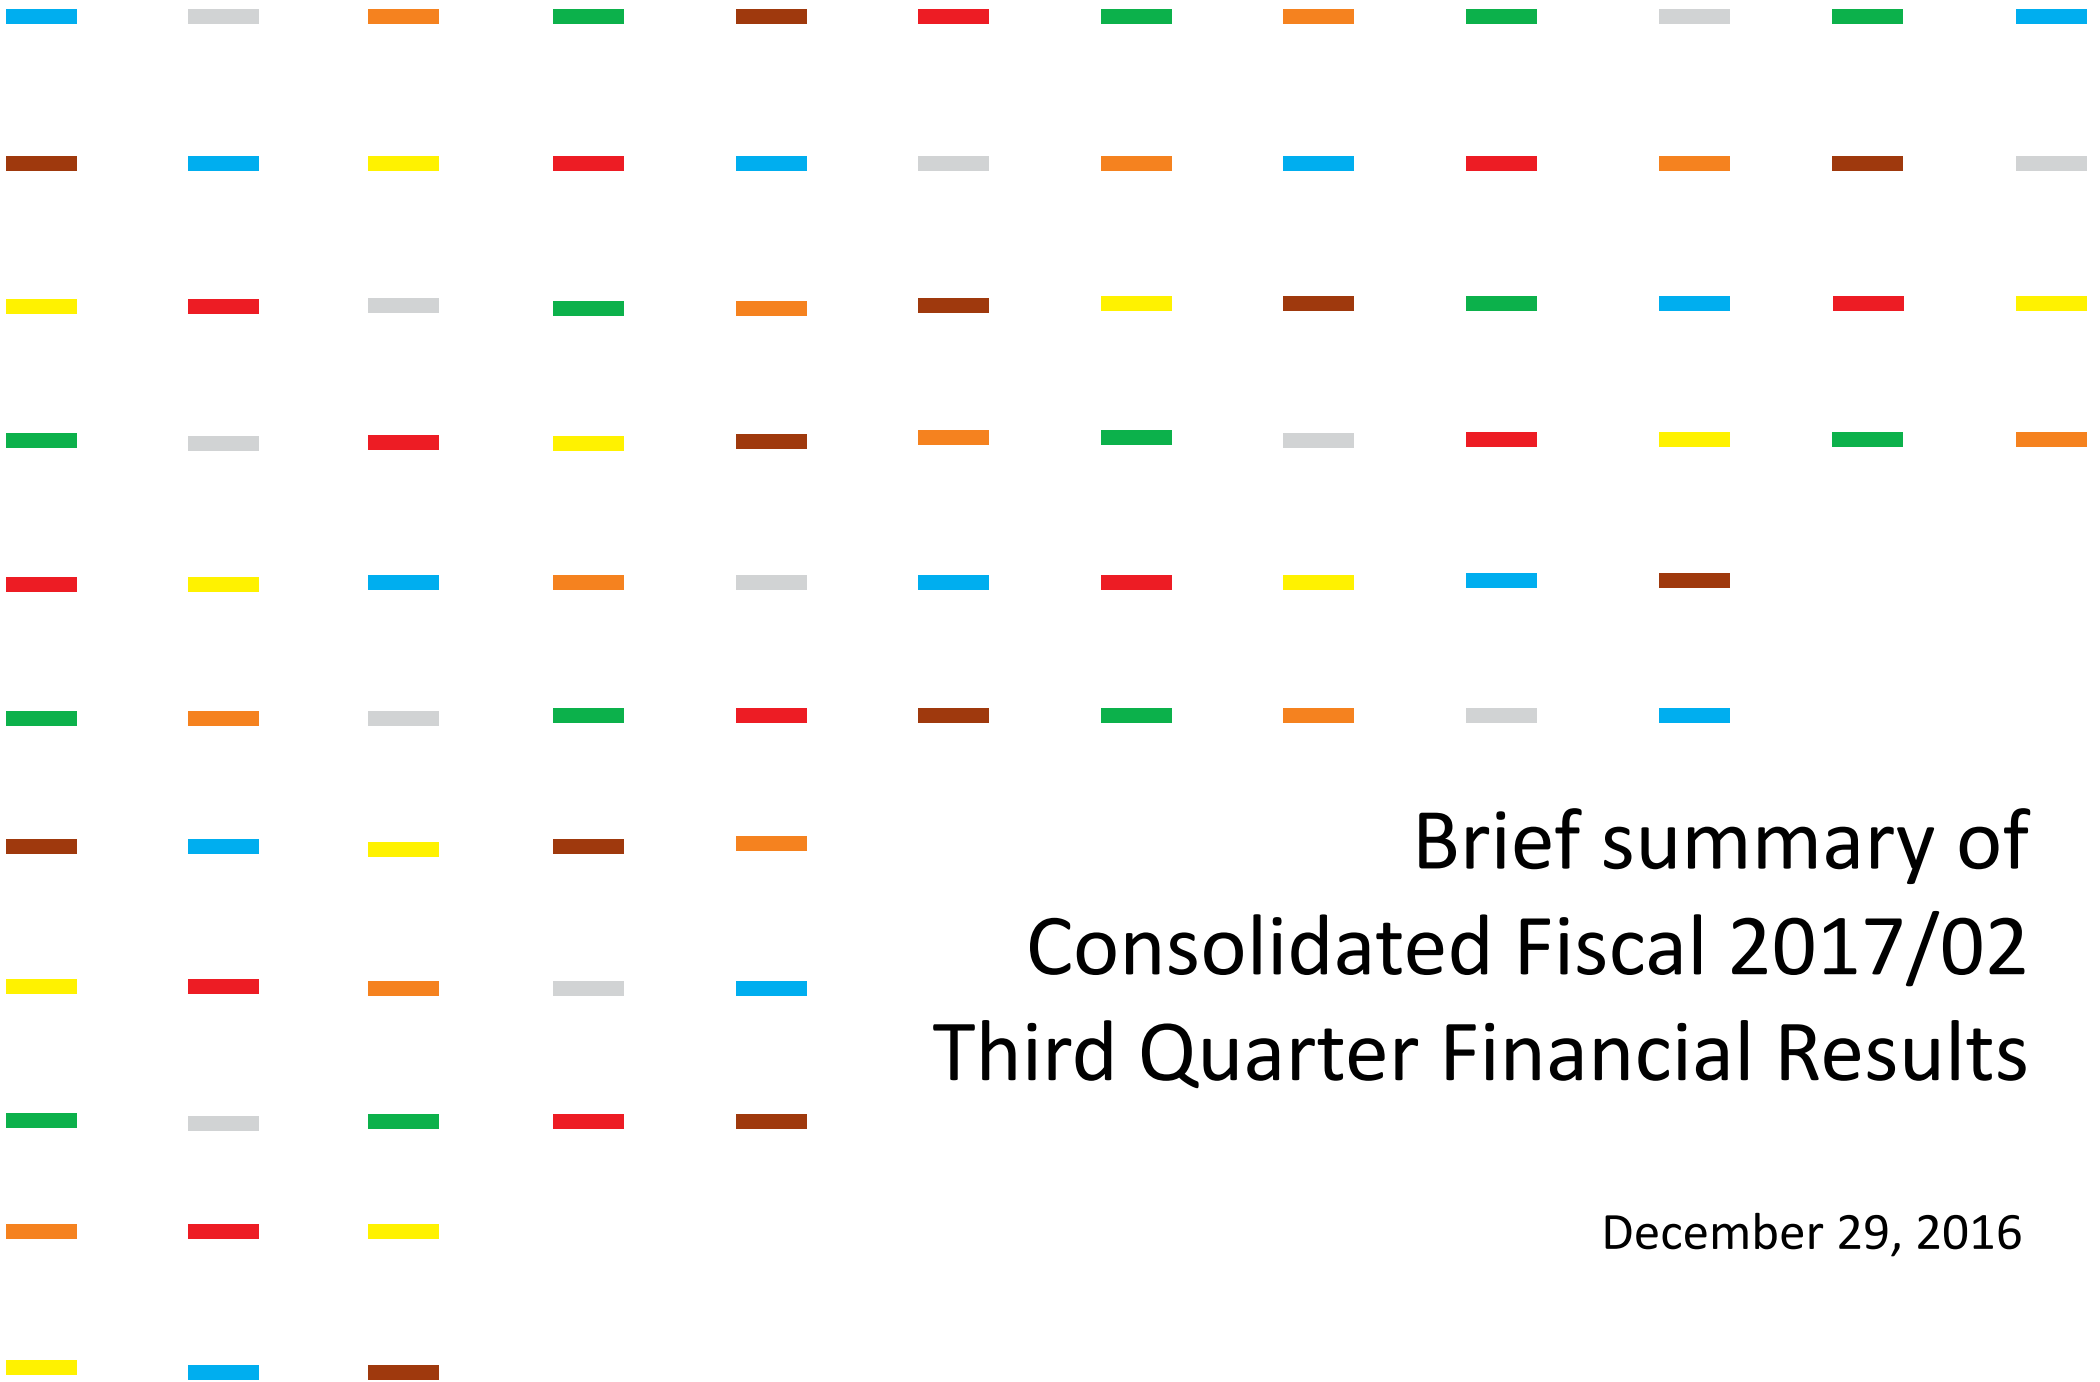 Brief summary of
Consolidated Fiscal 2017/02
Third Quarter Financial Results
December 29, 2016